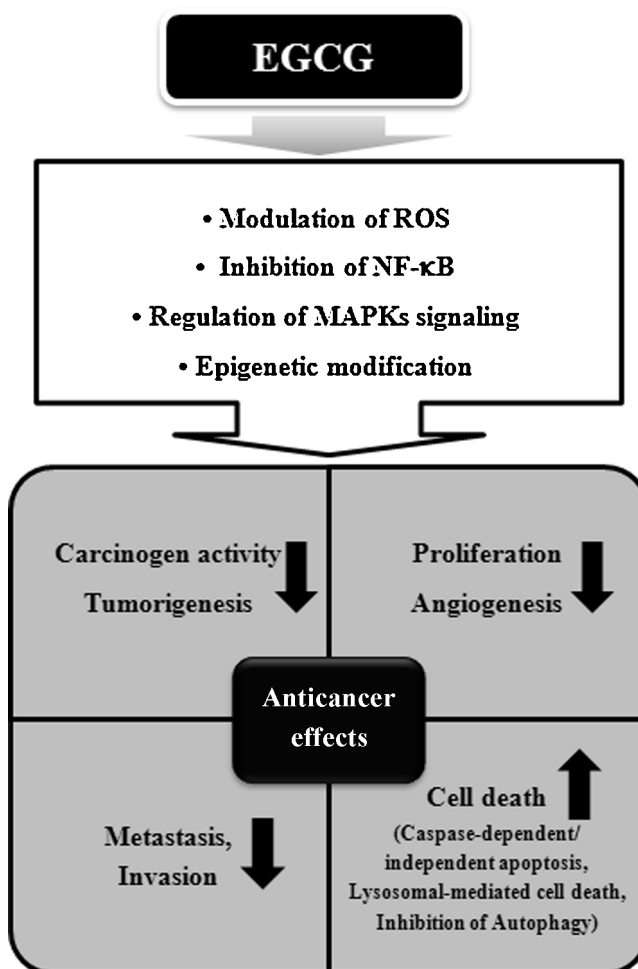 EGCG
• Modulation of ROS
• Inhibition of NF-κB
• Regulation of MAPKs signaling
• Epigenetic modification
Carcinogen activity
Tumorigenesis
Proliferation
Angiogenesis
Anticancer
effects
Metastasis,
Invasion
Cell death
(Caspase-dependent/
independent apoptosis,
Lysosomal-mediated cell death,
Inhibition of Autophagy)